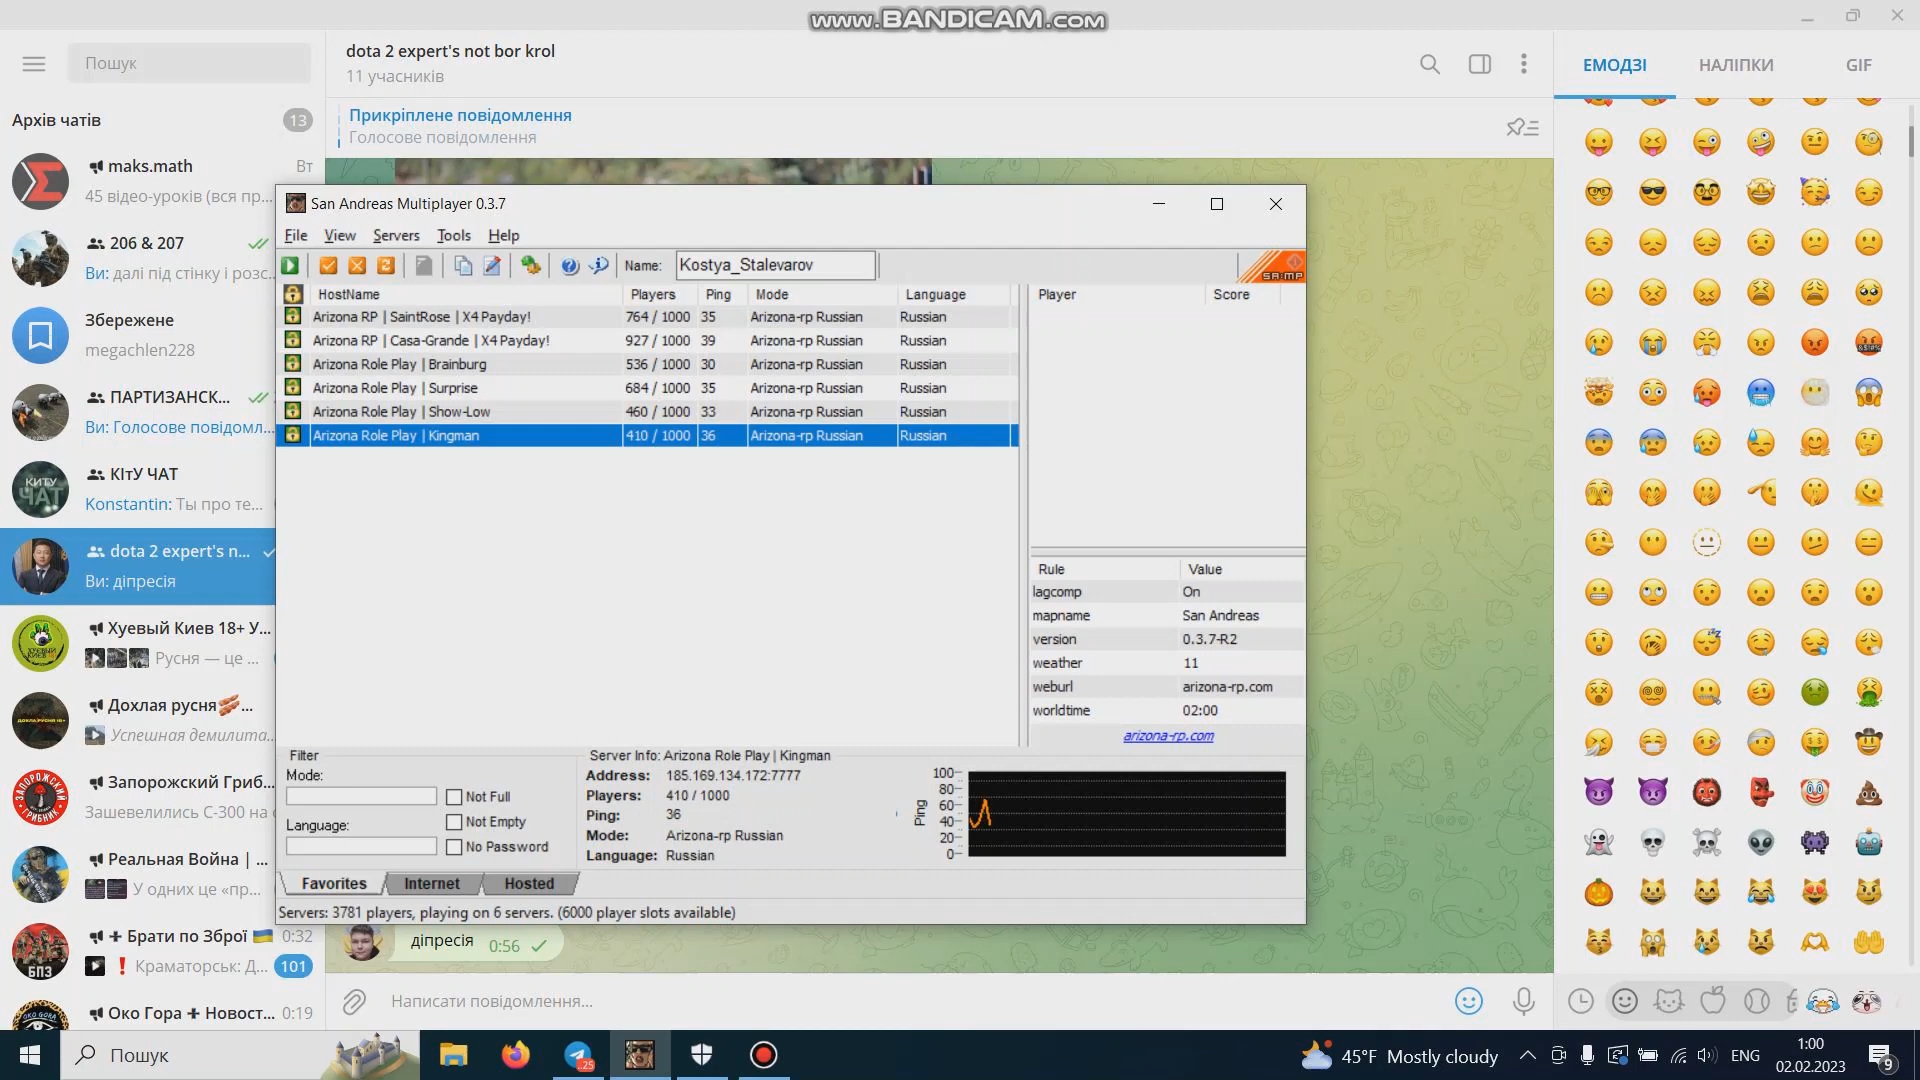 www.BANDICAM.com
Пошук
Архів чатів
13
maks.math
Вт
45 відео-уроків (вся пр...
206 & 207
Ви: далі під стінку і розс...
Збережене
megachlen228
ПАРТИЗАНСК...
Ви: Голосове повідомл...
КІтУ ЧАТ
Konstantin: Ты про те...
КИТУ
ЧАТ
dota 2 expert's n...
Ви: діпресія
Хуевый Киев 18+ У...
Русня — це ...
Дохлая русня🥓...
Успешная демилита...
Запорожский Гриб...
Зашевелились С-300 на с
Реальная Война | ...
У одних це «пр...
Брати по Зброї 🇺🇦
0:32
❗ Краматорськ: Д...
101
БПЗ
Око Гора ✙ Новост...
0:19
dota 2 expert's not bor krol
11 учасників
Прикріплене повідомлення
Голосове повідомлення
San Andreas Multiplayer 0.3.7
File View Servers Tools Help
Name: Kostya_Stalevarov
SA:MP
HostName Players Ping Mode Language
Arizona RP | SaintRose | X4 Payday! 764 / 1000 35 Arizona-rp Russian Russian
Arizona RP | Casa-Grande | X4 Payday! 927 / 1000 39 Arizona-rp Russian Russian
Arizona Role Play | Brainburg 536 / 1000 30 Arizona-rp Russian Russian
Arizona Role Play | Surprise 684 / 1000 35 Arizona-rp Russian Russian
Arizona Role Play | Show-Low 460 / 1000 33 Arizona-rp Russian Russian
Arizona Role Play | Kingman 410 / 1000 36 Arizona-rp Russian Russian
Player Score
Rule Value
lagcomp On
mapname San Andreas
version 0.3.7-R2
weather 11
weburl arizona-rp.com
worldtime 02:00
arizona-rp.com
Filter
Mode:
Language:
Not Full
Not Empty
No Password
Server Info: Arizona Role Play | Kingman
Address: 185.169.134.172:7777
Players: 410 / 1000
Ping: 36
Mode: Arizona-rp Russian
Language: Russian
Ping
100
80
60
40
20
0
Favorites Internet Hosted
Servers: 3781 players, playing on 6 servers. (6000 player slots available)
діпресія 0:56
Написати повідомлення...
ЕМОДЗІ НАЛІПКИ GIF
Пошук
..25
45°F Mostly cloudy
ENG
1:00
02.02.2023
9